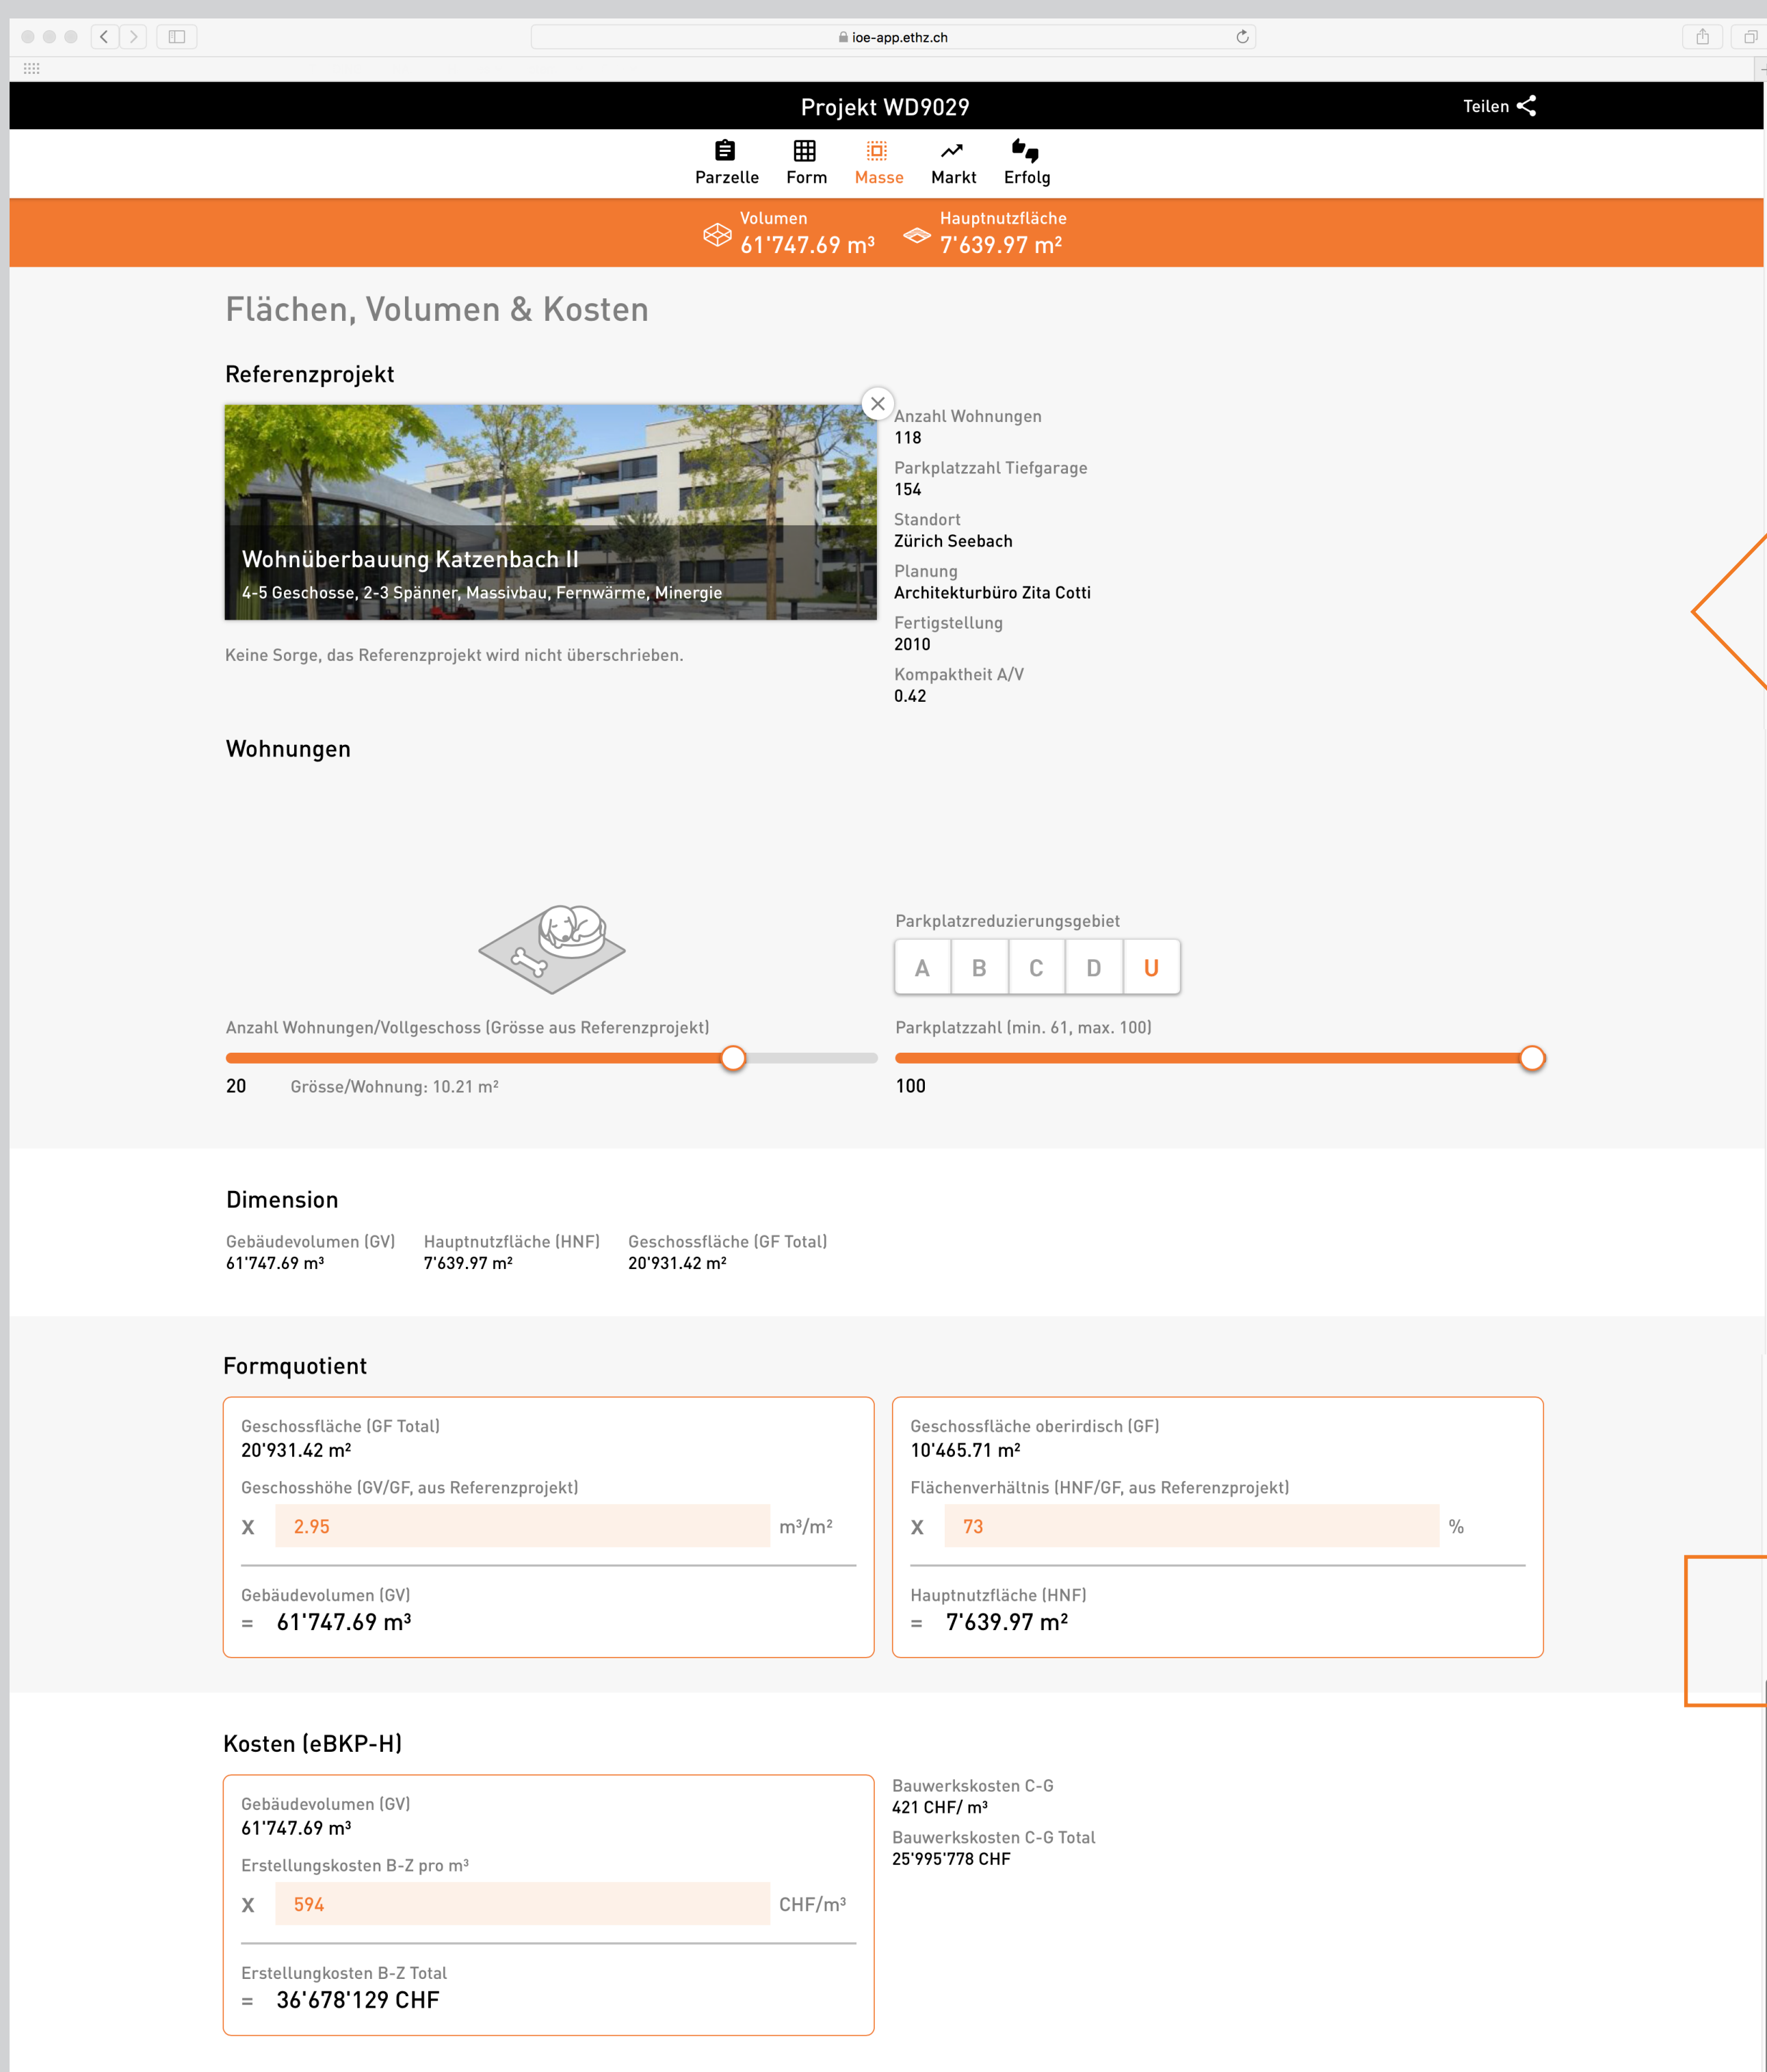 ioe-app.ethz.ch
Projekt WD9029
Teilen
Parzelle Form Masse Markt Erfolg
Volumen
61'747.69 m³
Hauptnutzfläche
7'639.97 m²
Flächen, Volumen & Kosten
Referenzprojekt
Wohnüberbauung Katzenbach II
4-5 Geschosse, 2-3 Spänner, Massivbau, Fernwärme, Minergie
Keine Sorge, das Referenzprojekt wird nicht überschrieben.
Anzahl Wohnungen
118
Parkplatzzahl Tiefgarage
154
Standort
Zürich Seebach
Planung
Architekturbüro Zita Cotti
Fertigstellung
2010
Kompaktheit A/V
0.42
Wohnungen
Anzahl Wohnungen/Vollgeschoss (Grösse aus Referenzprojekt)
20 Grösse/Wohnung: 10.21 m²
Parkplatzreduzierungsgebiet
A B C D U
Parkplatzzahl (min. 61, max. 100)
100
Dimension
Gebäudevolumen (GV)
61'747.69 m³
Hauptnutzfläche (HNF)
7'639.97 m²
Geschossfläche (GF Total)
20'931.42 m²
Formquotient
Geschossfläche (GF Total)
20'931.42 m²
Geschosshöhe (GV/GF, aus Referenzprojekt)
X 2.95 m³/m²
Gebäudevolumen (GV)
= 61'747.69 m³
Geschossfläche oberirdisch (GF)
10'465.71 m²
Flächenverhältnis (HNF/GF, aus Referenzprojekt)
X 73 %
Hauptnutzfläche (HNF)
= 7'639.97 m²
Kosten (eBKP-H)
Gebäudevolumen (GV)
61'747.69 m³
Erstellungskosten B-Z pro m³
X 594 CHF/m³
Erstellungkosten B-Z Total
= 36'678'129 CHF
Bauwerkskosten C-G
421 CHF/ m³
Bauwerkskosten C-G Total
25'995'778 CHF